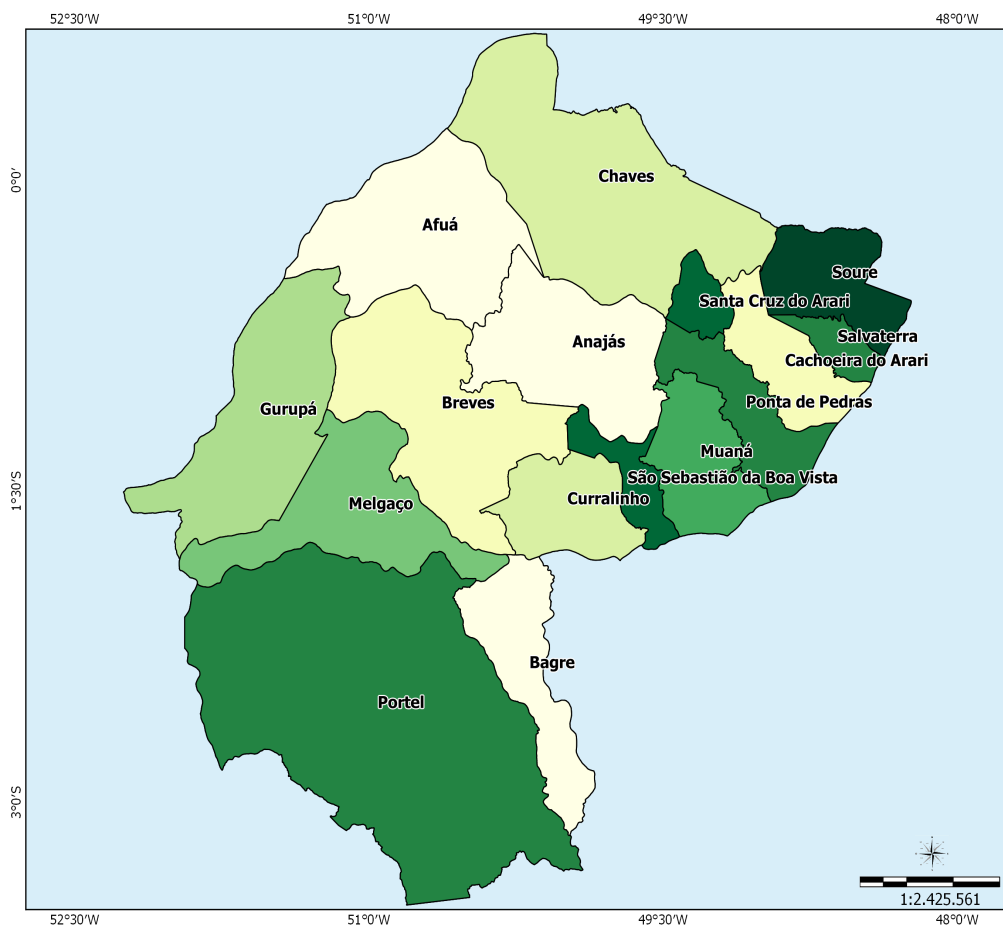 52°30'W 51°0'W 49°30'W 48°0'W
0°0'
Chaves
Afuá
Soure
Santa Cruz do Arari
Salvaterra
Anajás
Cachoeira do Arari
Ponta de Pedras
Breves
Gurupá
Muaná
São Sebastião da Boa Vista
1°30'S
Curralinho
Melgaço
Bagre
Portel
3°0'S
1:2.425.561
52°30'W 51°0'W 49°30'W 48°0'W